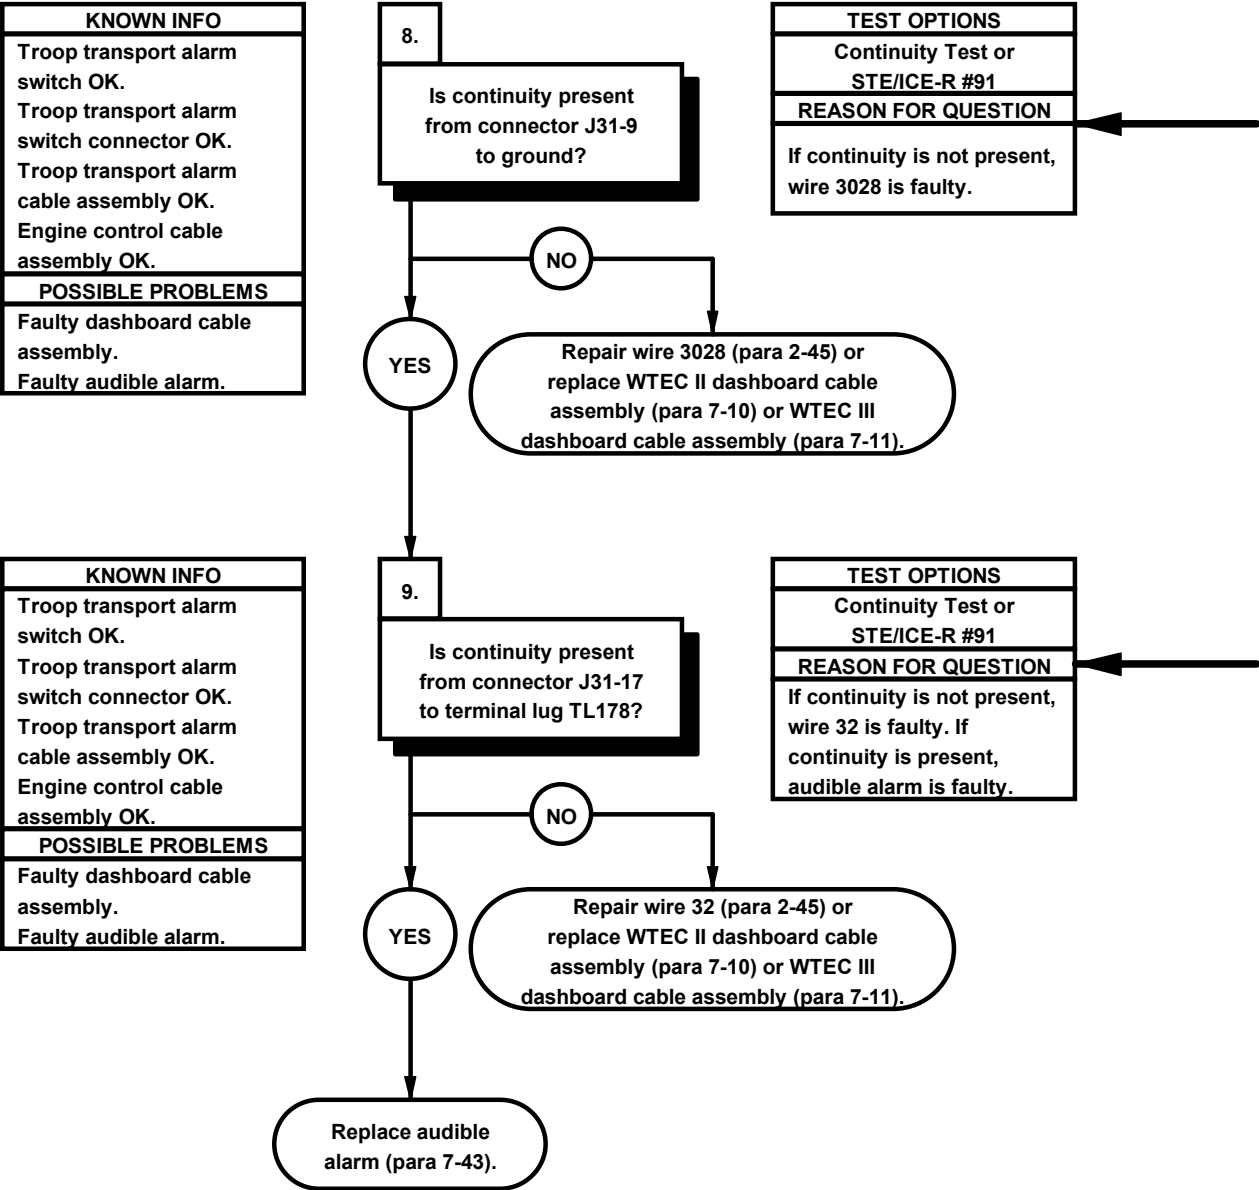 KNOWN INFO
Troop transport alarm
switch OK.
Troop transport alarm
switch connector OK.
Troop transport alarm
cable assembly OK.
Engine control cable
assembly OK.
POSSIBLE PROBLEMS
Faulty dashboard cable
assembly.
Faulty audible alarm.
8.
Is continuity present
from connector J31-9
to ground?
TEST OPTIONS
Continuity Test or
STE/ICE-R #91
REASON FOR QUESTION
If continuity is not present,
wire 3028 is faulty.
NO
YES
Repair wire 3028 (para 2-45) or
replace WTEC II dashboard cable
assembly (para 7-10) or WTEC III
dashboard cable assembly (para 7-11).
KNOWN INFO
Troop transport alarm
switch OK.
Troop transport alarm
switch connector OK.
Troop transport alarm
cable assembly OK.
Engine control cable
assembly OK.
POSSIBLE PROBLEMS
Faulty dashboard cable
assembly.
Faulty audible alarm.
9.
Is continuity present
from connector J31-17
to terminal lug TL178?
TEST OPTIONS
Continuity Test or
STE/ICE-R #91
REASON FOR QUESTION
If continuity is not present,
wire 32 is faulty. If
continuity is present,
audible alarm is faulty.
NO
YES
Repair wire 32 (para 2-45) or
replace WTEC II dashboard cable
assembly (para 7-10) or WTEC III
dashboard cable assembly (para 7-11).
Replace audible
alarm (para 7-43).